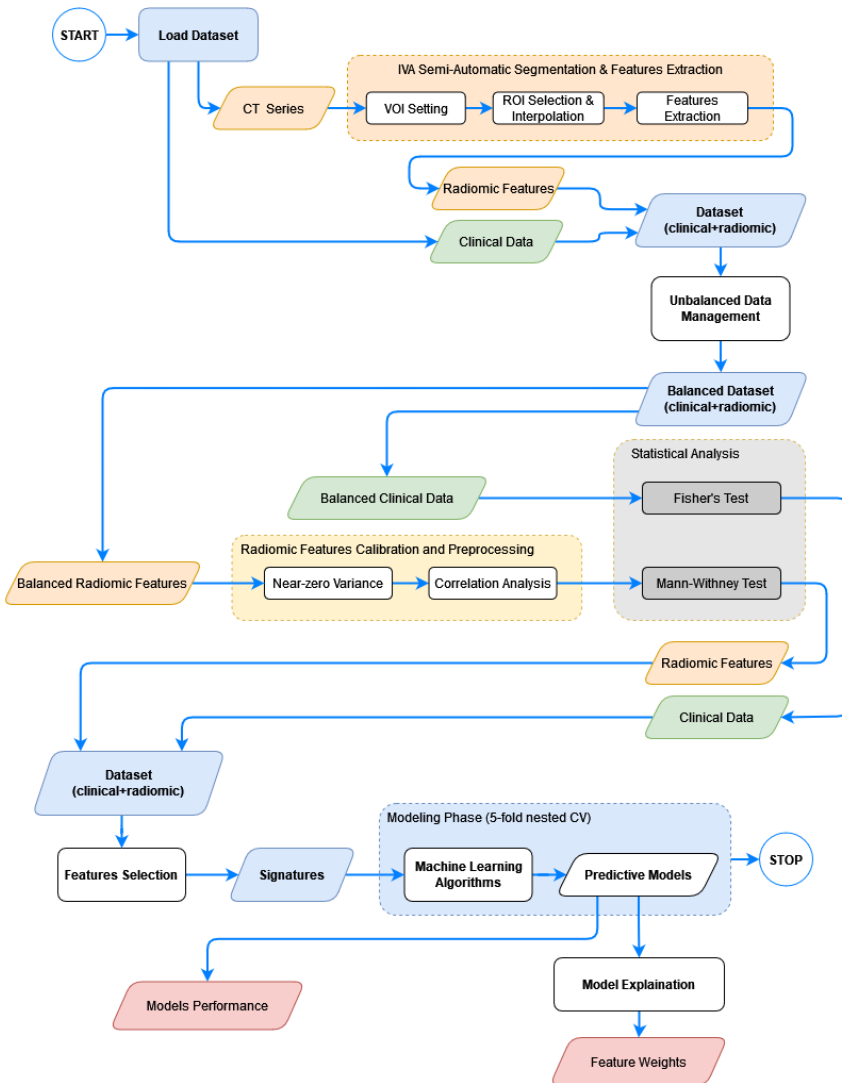 START
Load Dataset
IVA Semi-Automatic Segmentation & Features Extraction
CT Series
VOI Setting
ROI Selection &
Interpolation
Features
Extraction
Radiomic Features
Clinical Data
Dataset
(clinical+radiomic)
Unbalanced Data
Management
Balanced Dataset
(clinical+radiomic)
Statistical Analysis
Balanced Clinical Data
Fisher's Test
Radiomic Features Calibration and Preprocessing
Balanced Radiomic Features
Near-zero Variance
Correlation Analysis
Mann-Withney Test
Radiomic Features
Clinical Data
Dataset
(clinical+radiomic)
Modeling Phase (5-fold nested CV)
Features Selection
Signatures
Machine Learning
Algorithms
Predictive Models
STOP
Models Performance
Model Explaination
Feature Weights